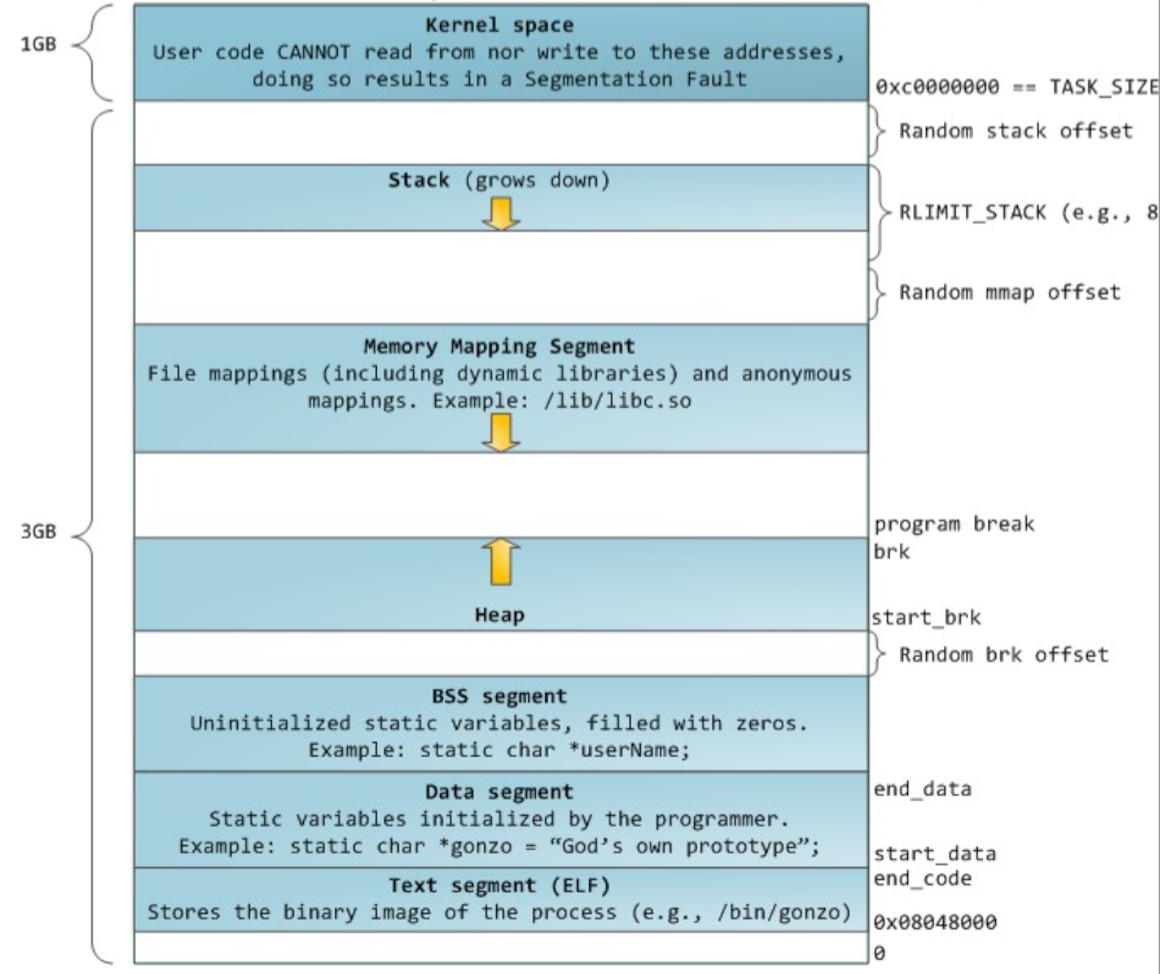 1GB
Kernel space
User code CANNOT read from nor write to these addresses,
doing so results in a Segmentation Fault
0xc0000000 == TASK_SIZE
Random stack offset
Stack (grows down)
RLIMIT_STACK (e.g., 8
Random mmap offset
Memory Mapping Segment
File mappings (including dynamic libraries) and anonymous
mappings. Example: /lib/libc.so
3GB
program break
brk
Heap
start_brk
Random brk offset
BSS segment
Uninitialized static variables, filled with zeros.
Example: static char *userName;
Data segment
Static variables initialized by the programmer.
Example: static char *gonzo = “God’s own prototype”;
end_data
start_data
Text segment (ELF)
Stores the binary image of the process (e.g., /bin/gonzo)
end_code
0x08048000
0